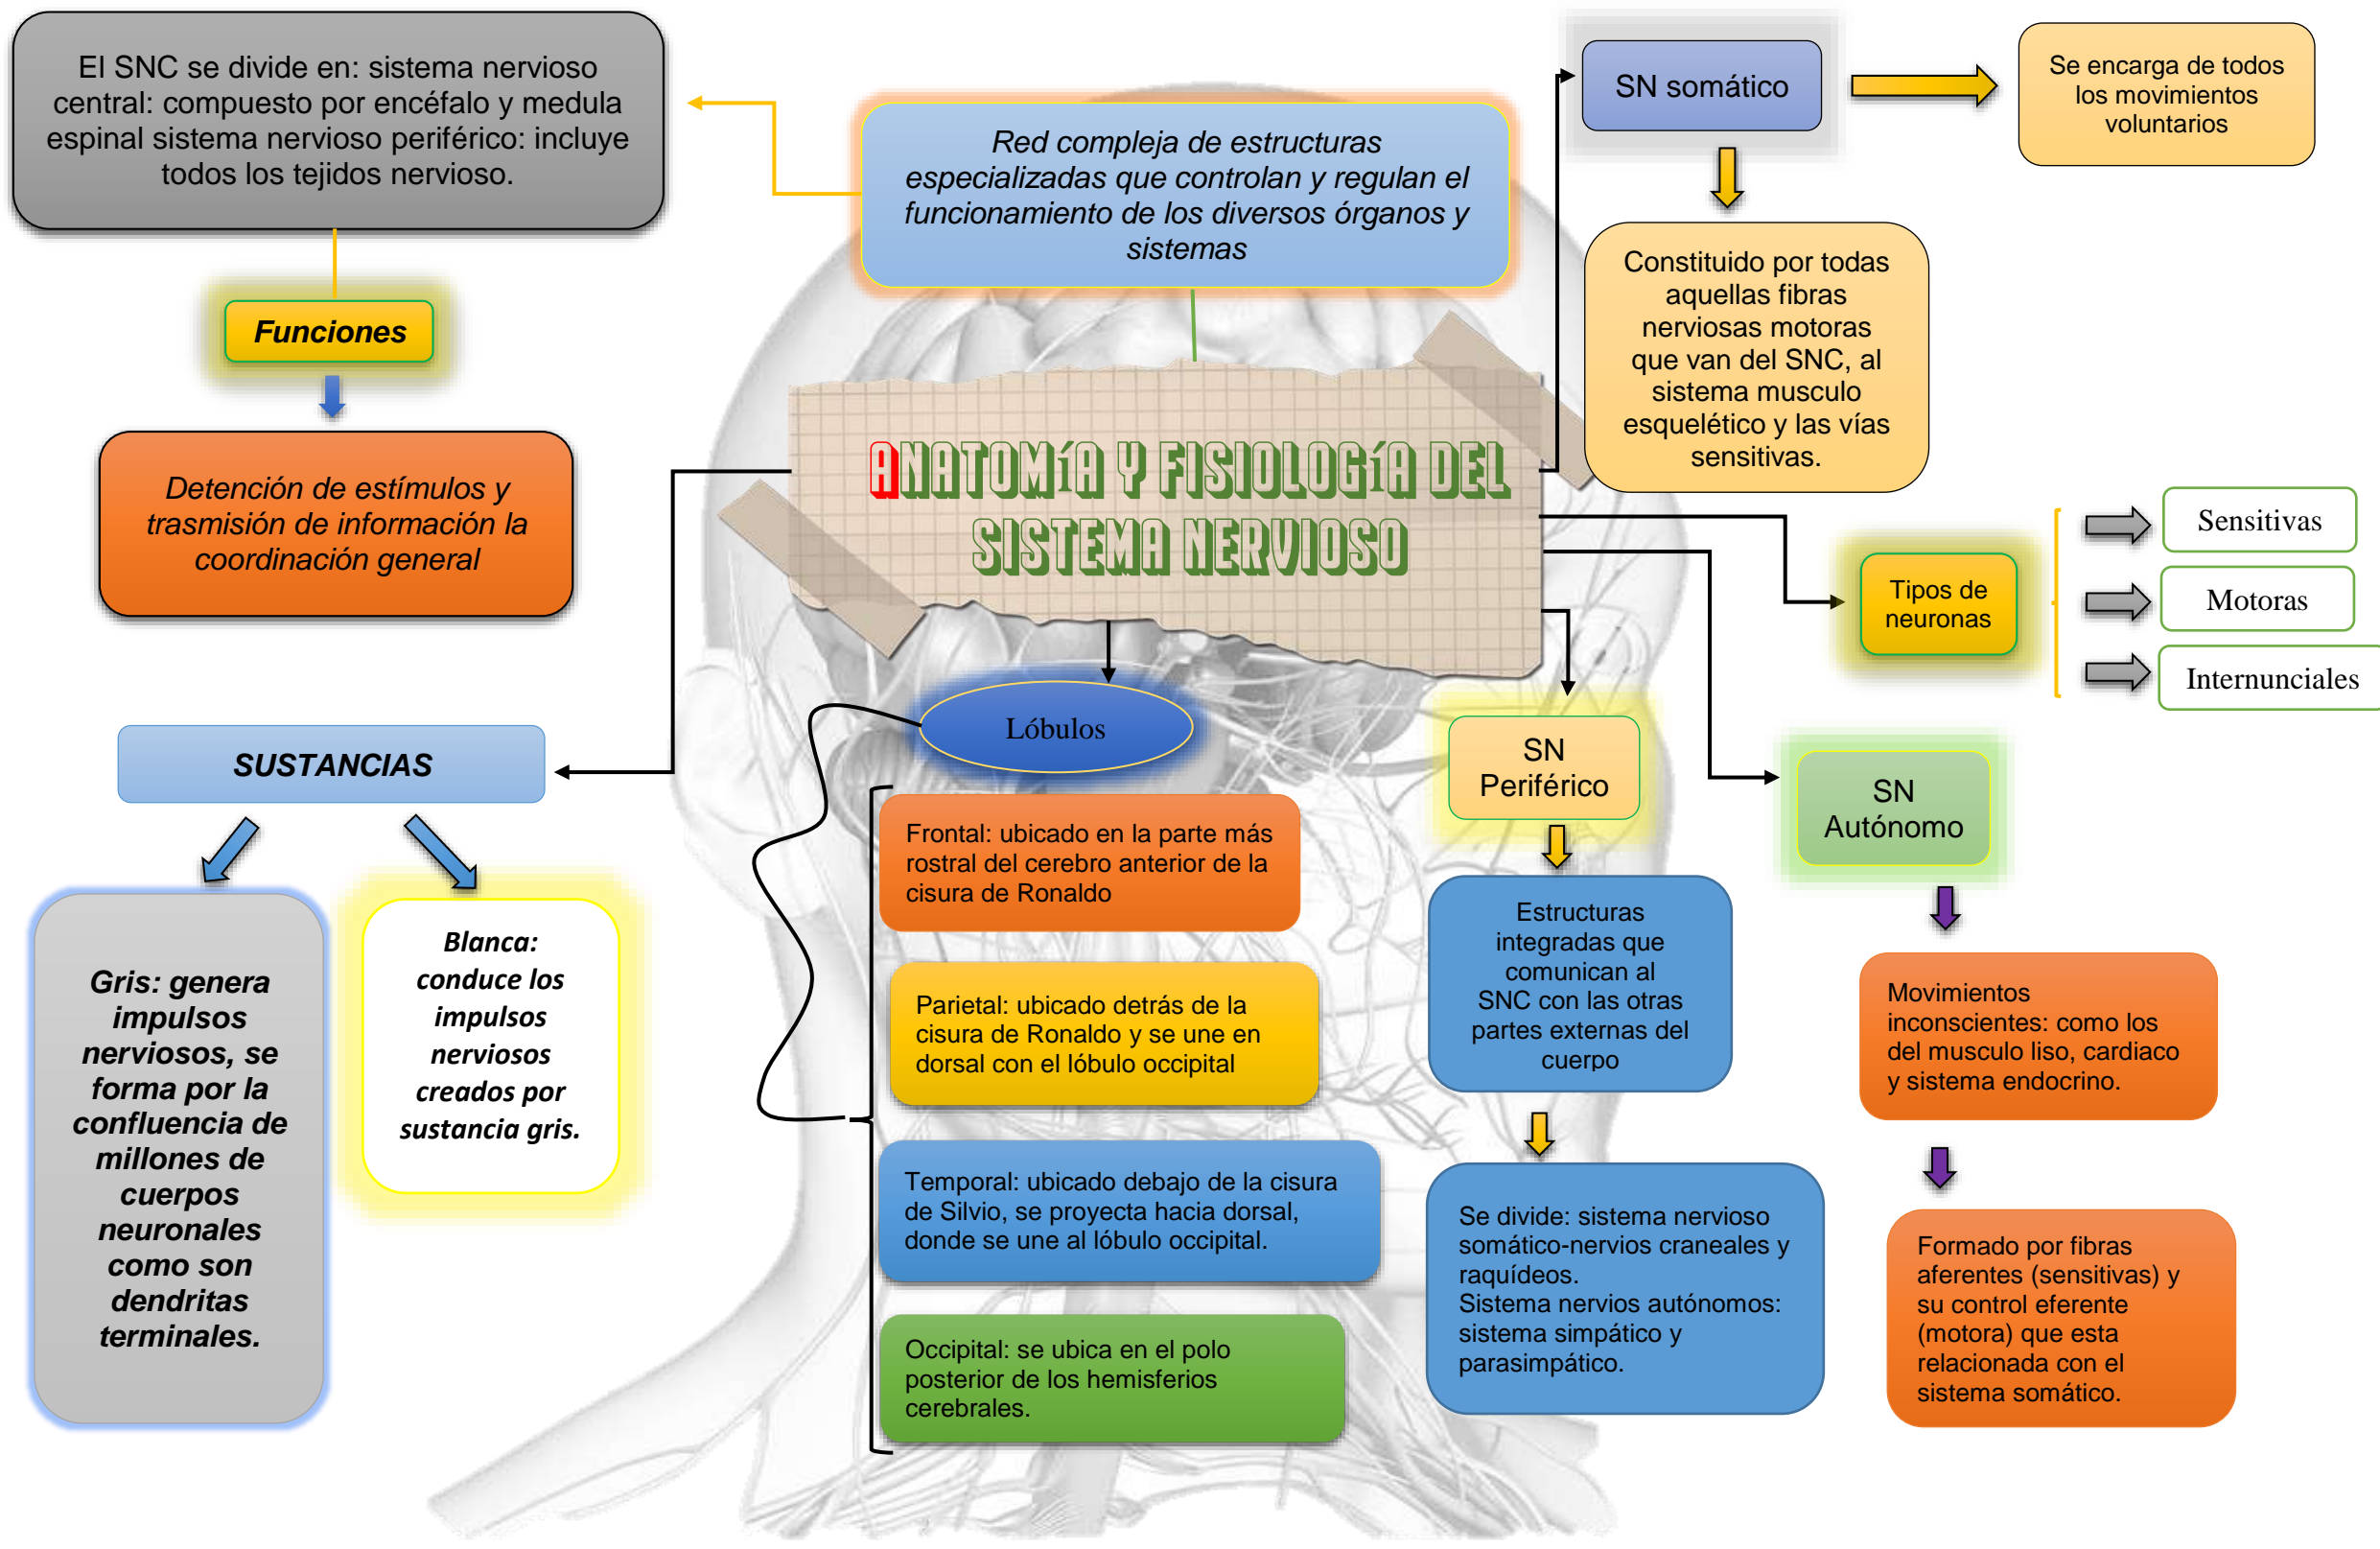 El SNC se divide en: sistema nervioso
central: compuesto por encéfalo y medula
espinal sistema nervioso periférico: incluye
todos los tejidos nervioso.
Funciones
Detención de estímulos y
trasmisión de información la
coordinación general
Red compleja de estructuras
especializadas que controlan y regulan el
funcionamiento de los diversos órganos y
sistemas
ANATOMíA Y FISIOLOGíA DEL
SISTEMA NERVIOSO
SN somático
Se encarga de todos
los movimientos
voluntarios
Constituido por todas
aquellas fibras
nerviosas motoras
que van del SNC, al
sistema musculo
esquelético y las vías
sensitivas.
Tipos de
neuronas
Sensitivas
Motoras
Internunciales
SUSTANCIAS
Gris: genera
impulsos
nerviosos, se
forma por la
confluencia de
millones de
cuerpos
neuronales
como son
dendritas
terminales.
Blanca:
conduce los
impulsos
nerviosos
creados por
sustancia gris.
Lóbulos
Frontal: ubicado en la parte más
rostral del cerebro anterior de la
cisura de Ronaldo
Parietal: ubicado detrás de la
cisura de Ronaldo y se une en
dorsal con el lóbulo occipital
Temporal: ubicado debajo de la cisura
de Silvio, se proyecta hacia dorsal,
donde se une al lóbulo occipital.
Occipital: se ubica en el polo
posterior de los hemisferios
cerebrales.
SN
Periférico
Estructuras
integradas que
comunican al
SNC con las otras
partes externas del
cuerpo
Se divide: sistema nervioso
somático-nervios craneales y
raquídeos.
Sistema nervios autónomos:
sistema simpático y
parasimpático.
SN
Autónomo
Movimientos
inconscientes: como los
del musculo liso, cardiaco
y sistema endocrino.
Formado por fibras
aferentes (sensitivas) y
su control eferente
(motora) que esta
relacionada con el
sistema somático.